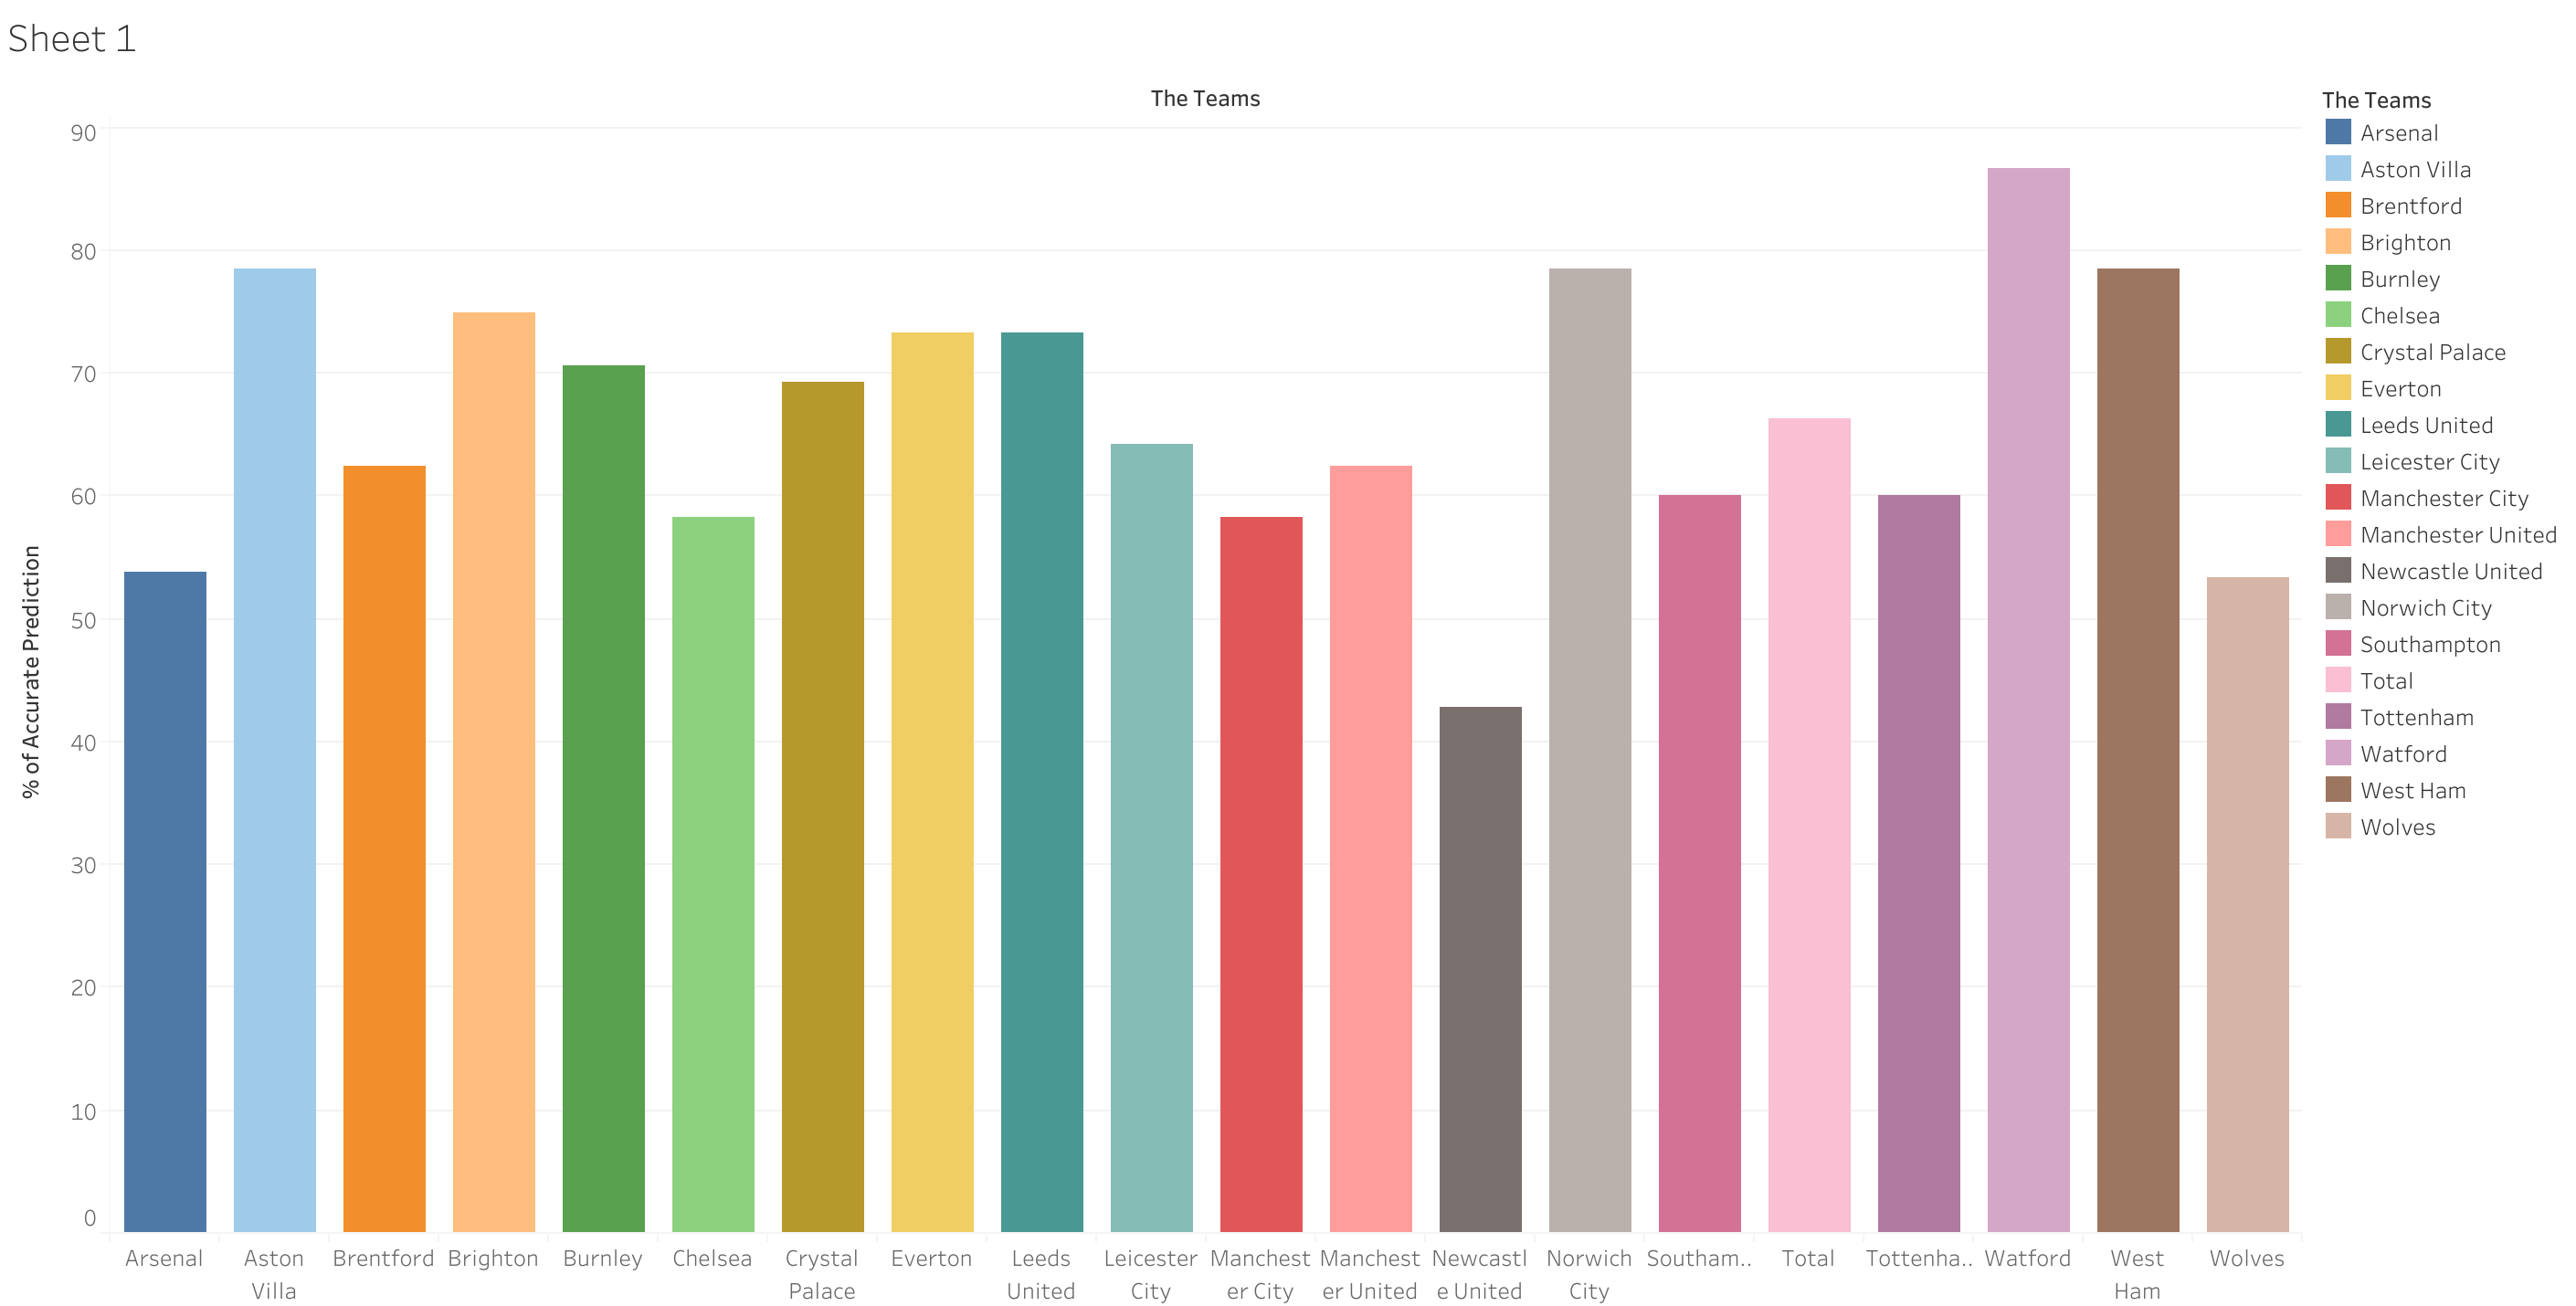 Sheet 1
The Teams
% of Accurate Prediction
90
80
70
60
50
40
30
20
10
0
Arsenal
Aston
Villa
Brentford
Brighton
Burnley
Chelsea
Crystal
Palace
Everton
Leeds
United
Leicester
City
Manchest
er City
Manchest
er United
Newcastl
e United
Norwich
City
Southam..
Total
Tottenha..
Watford
West
Ham
Wolves
The Teams
Arsenal
Aston Villa
Brentford
Brighton
Burnley
Chelsea
Crystal Palace
Everton
Leeds United
Leicester City
Manchester City
Manchester United
Newcastle United
Norwich City
Southampton
Total
Tottenham
Watford
West Ham
Wolves